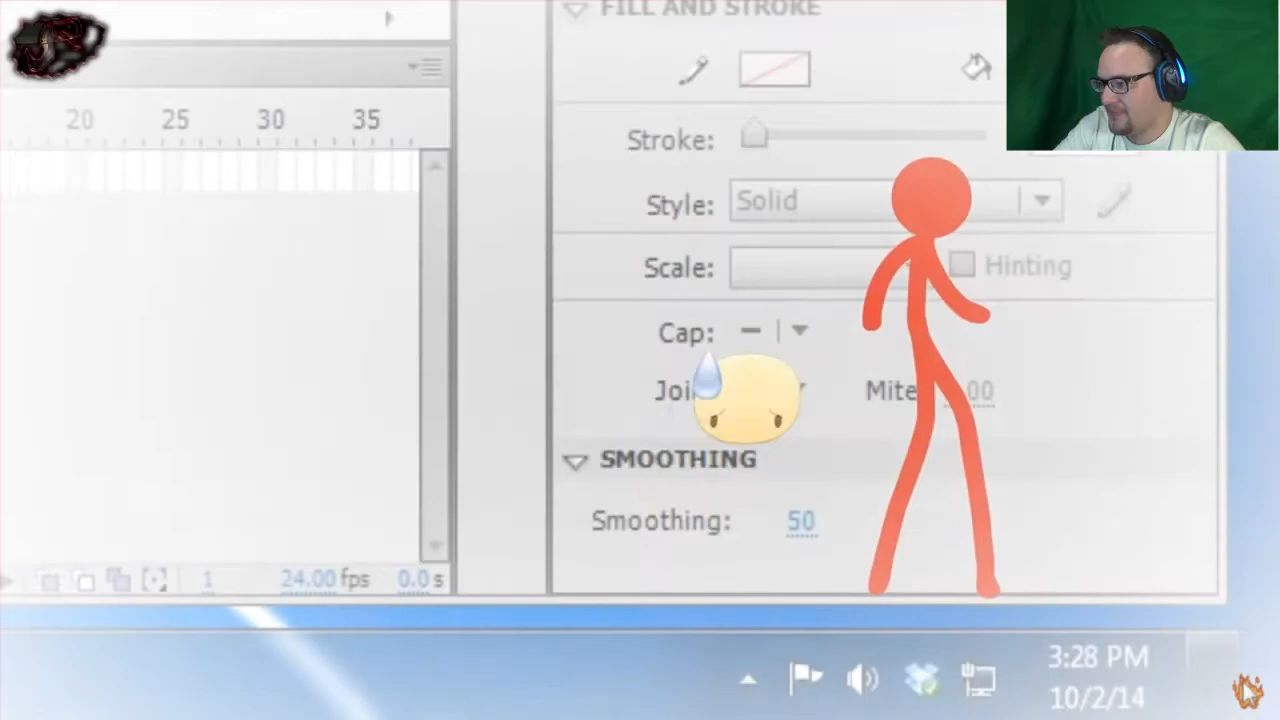 FILL AND STROKE
20 25 30 35
Stroke:
Style: Solid
Scale: Hinting
Cap:
Joi Mite 00
SMOOTHING
Smoothing: 50
1 24.00 fps 0.0 s
3:28 PM
10/2/14